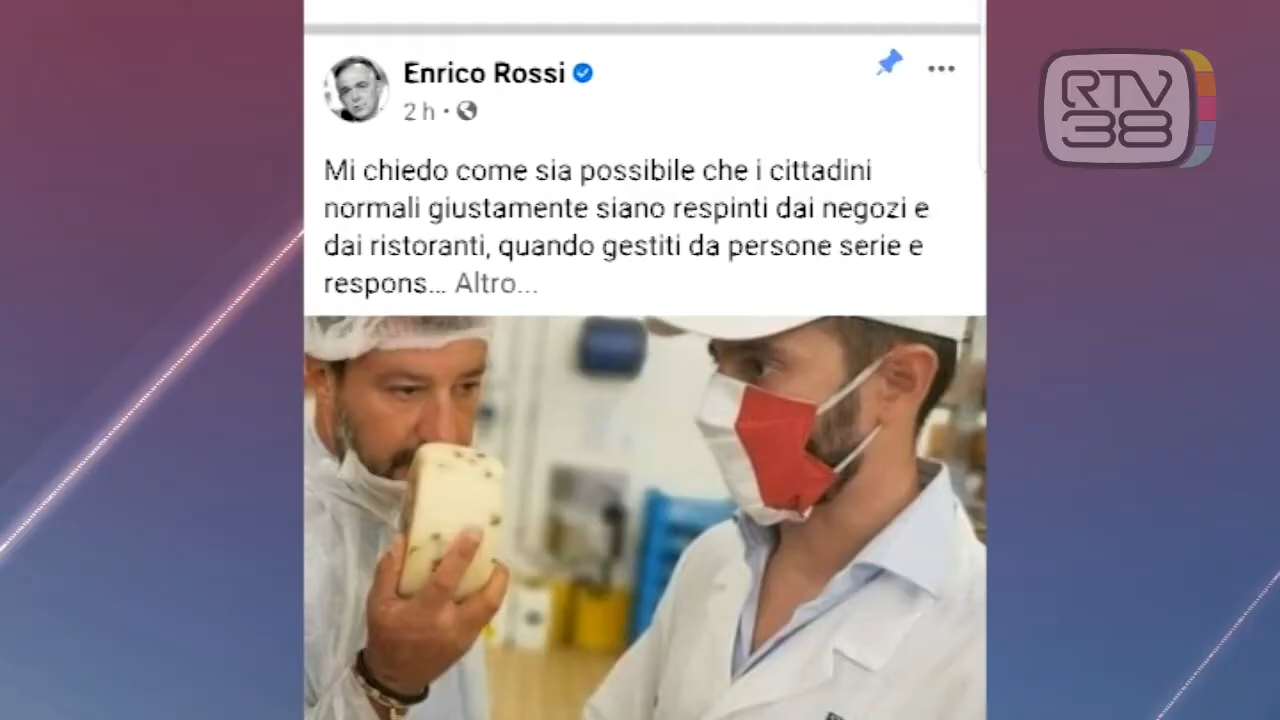 Enrico Rossi
2 h
RTV
38
Mi chiedo come sia possibile che i cittadini
normali giustamente siano respinti dai negozi e
dai ristoranti, quando gestiti da persone serie e
respons... Altro...